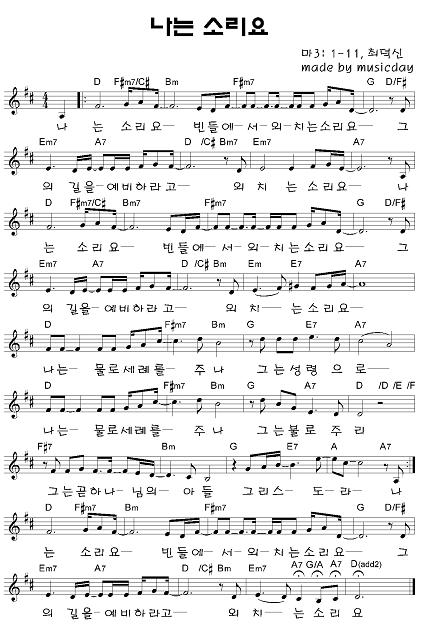 나는 소리요
마3: 1-11, 최덕신
made by musicday
D F#m7/C# Bm F#m7 G D/F#
나 는 소리요 빈들에서 외치는소리요 그
Em7 A7 D /C# Bm Em7 A7
의 길을 예비하라고 외 치 는소리요 나
D F#m7/C# Bm F#m7 G D/F#
는 소리요 빈들에서 외치는소리요 그
Em7 A7 D /C# Bm Em E7 A7
의 길을 예비하라고 외 치 는소리요
D F#m7 Bm G E7 A7
나는 물로세례를 주나 그는성령으로
D F#m7 Bm G E7 A7 D /D /E /F
나는 물로세례를 주나 그는불로 주리
F#7 Bm E7 A7
그는곧하나 님의아들 그리스도 나
D F#m7/C# Bm F#m7 G D/F#
는 소리요 빈들에서 외치는소리요 그
Em7 A7 D /C# Bm Em7 A7 G/A A7 D(add2)
의 길을예비하라고 외 치 는소리요